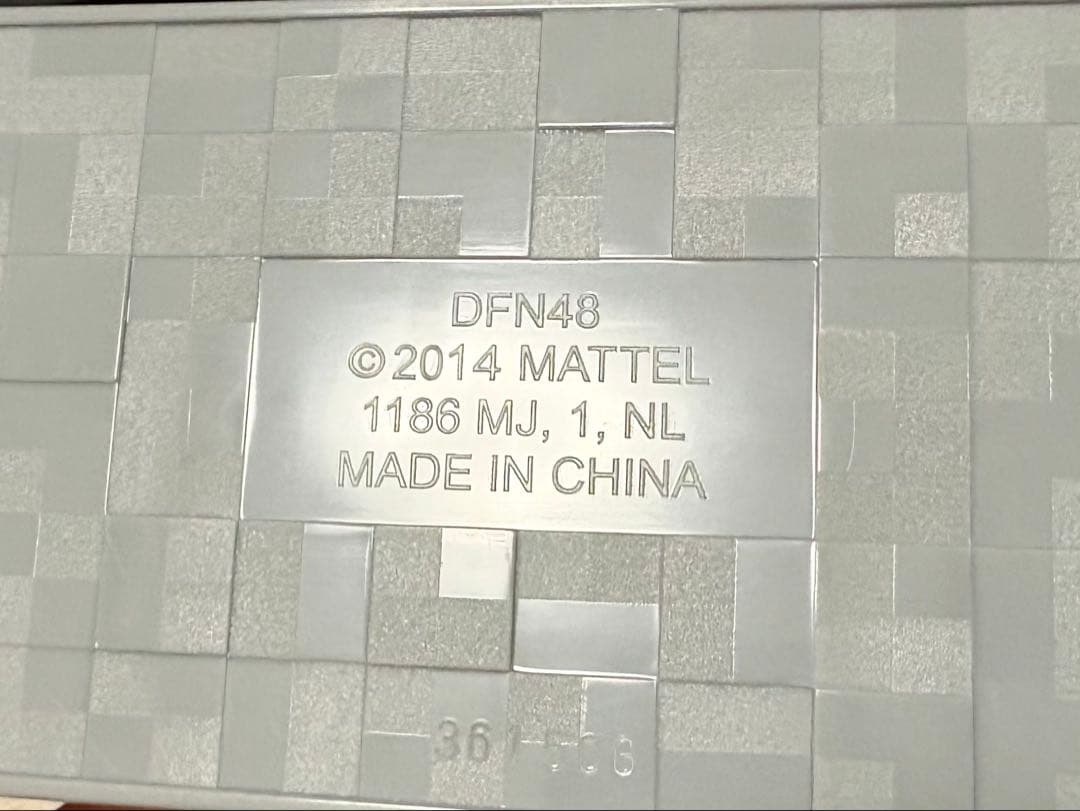 DFN48
©2014 MATTEL
1186 MJ, 1, NL
MADE IN CHINA